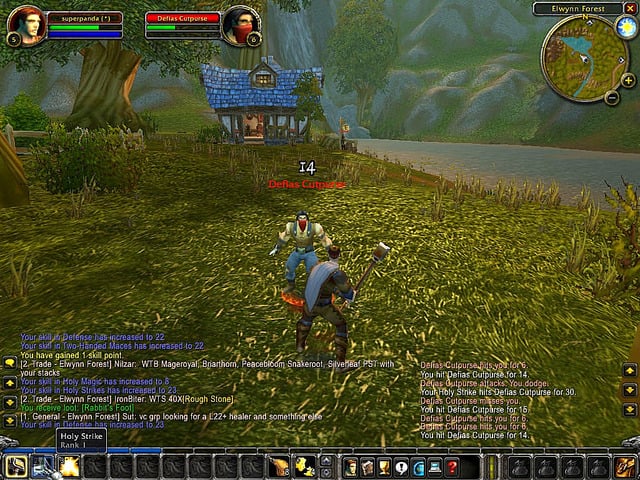 superpanda (*)
5
Defias Cutpurse
6
Elwynn Forest
N
14
Defias Cutpurse
Your skill in Defense has increased to 22
Your skill in Two-Handed Maces has increased to 22
You have gained 1 skill point.
[2. Trade - Elwynn Forest] Nilzar: WTB Mageroyal, Briarthorn, Peacebloom Snakeroot, Silverleaf PST with
your stacks
Your skill in Holy Magic has increased to 8
Your skill in Holy Strikes has increased to 23
[2. Trade - Elwynn Forest] IronBiter: WTS 40X[Rough Stone]
You receive loot: [Rabbit's Foot]
[1. General - Elwynn Forest] Sut: vc grp looking for a L22+ healer and something else
Your skill in Defense has increased to 23
Defias Cutpurse hits you for 6.
You hit Defias Cutpurse for 14.
Defias Cutpurse attacks. You dodge.
Your Holy Strike hits Defias Cutpurse for 30.
Defias Cutpurse misses you.
You hit Defias Cutpurse for 15.
Defias Cutpurse hits you for 6.
Defias Cutpurse hits you for 6.
You hit Defias Cutpurse for 14.
Holy Strike
Rank 1